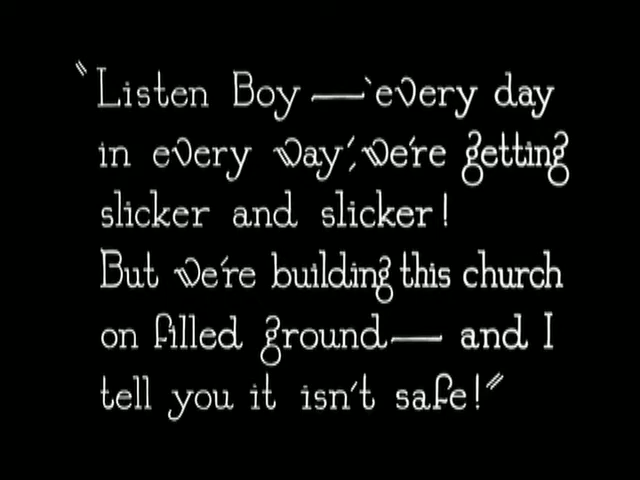 "Listen Boy — 'every day
in every way', we're getting
slicker and slicker!
But we're building this church
on filled ground — and I
tell you it isn't safe!"